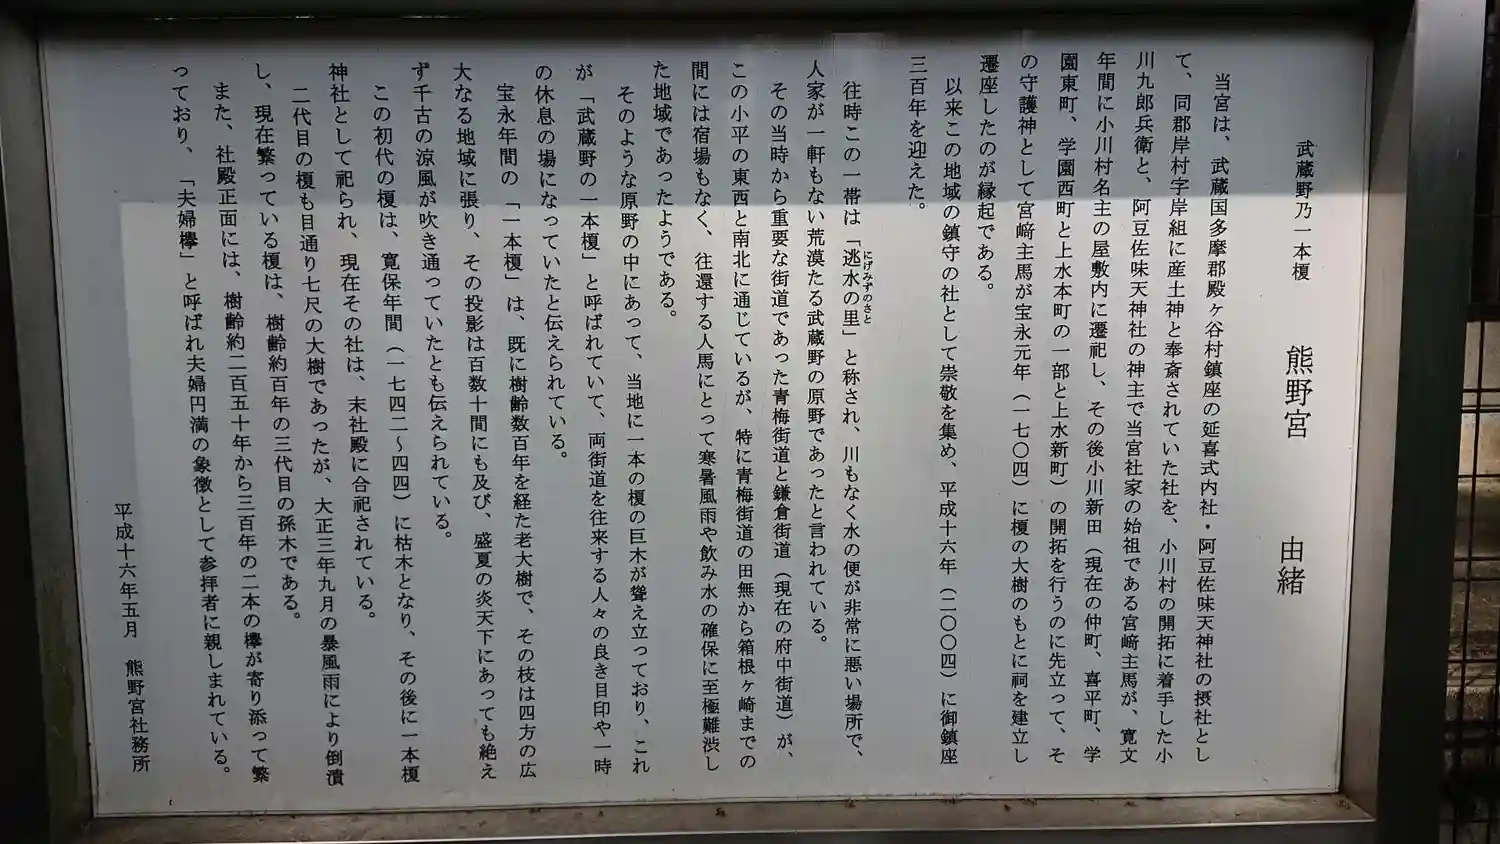 武蔵野乃一本榎　熊野宮　由緒
当宮は、武蔵国多摩郡殿ヶ谷村鎮座の延喜式内社・阿豆佐味天神社の摂社とし
て、同郡岸村字岸組に産土神と奉斎されていた社を、小川村の開拓に着手した小
川九郎兵衛と、阿豆佐味天神社の神主で当宮社家の始祖である宮﨑主馬が、寛文
年間に小川村名主の屋敷内に遷祀し、その後小川新田（現在の仲町、喜平町、学
園東町、学園西町と上水本町の一部と上水新町）の開拓を行うのに先立って、そ
の守護神として宮﨑主馬が宝永元年（一七〇四）に榎の大樹のもとに祠を建立し
遷座したのが縁起である。
以来この地域の鎮守の社として崇敬を集め、平成十六年（二〇〇四）に御鎮座
三百年を迎えた。
往時この一帯は「逃水の里」と称され、川もなく水の便が非常に悪い場所で、
にげみずのさと
人家が一軒もない荒漠たる武蔵野の原野であったと言われている。
その当時から重要な街道であった青梅街道と鎌倉街道（現在の府中街道）が、
この小平の東西と南北に通じているが、特に青梅街道の田無から箱根ヶ崎までの
間には宿場もなく、往還する人馬にとって寒暑風雨や飲み水の確保に至極難渋し
た地域であったようである。
そのような原野の中にあって、当地に一本の榎の巨木が聳え立っており、これ
が「武蔵野の一本榎」と呼ばれていて、両街道を往来する人々の良き目印や一時
の休息の場になっていたと伝えられている。
宝永年間の「一本榎」は、既に樹齢数百年を経た老大樹で、その枝は四方の広
大なる地域に張り、その投影は百数十間にも及び、盛夏の炎天下にあっても絶え
ず千古の涼風が吹き通っていたとも伝えられている。
この初代の榎は、寛保年間（一七四二～四四）に枯木となり、その後に一本榎
神社として祀られ、現在その社は、末社殿に合祀されている。
二代目の榎も目通り七尺の大樹であったが、大正三年九月の暴風雨により倒潰
し、現在繁っている榎は、樹齢約百年の三代目の孫木である。
また、社殿正面には、樹齢約二百五十年から三百年の二本の欅が寄り添って繁
っており、「夫婦欅」と呼ばれ夫婦円満の象徴として参拝者に親しまれている。
平成十六年五月　熊野宮社務所